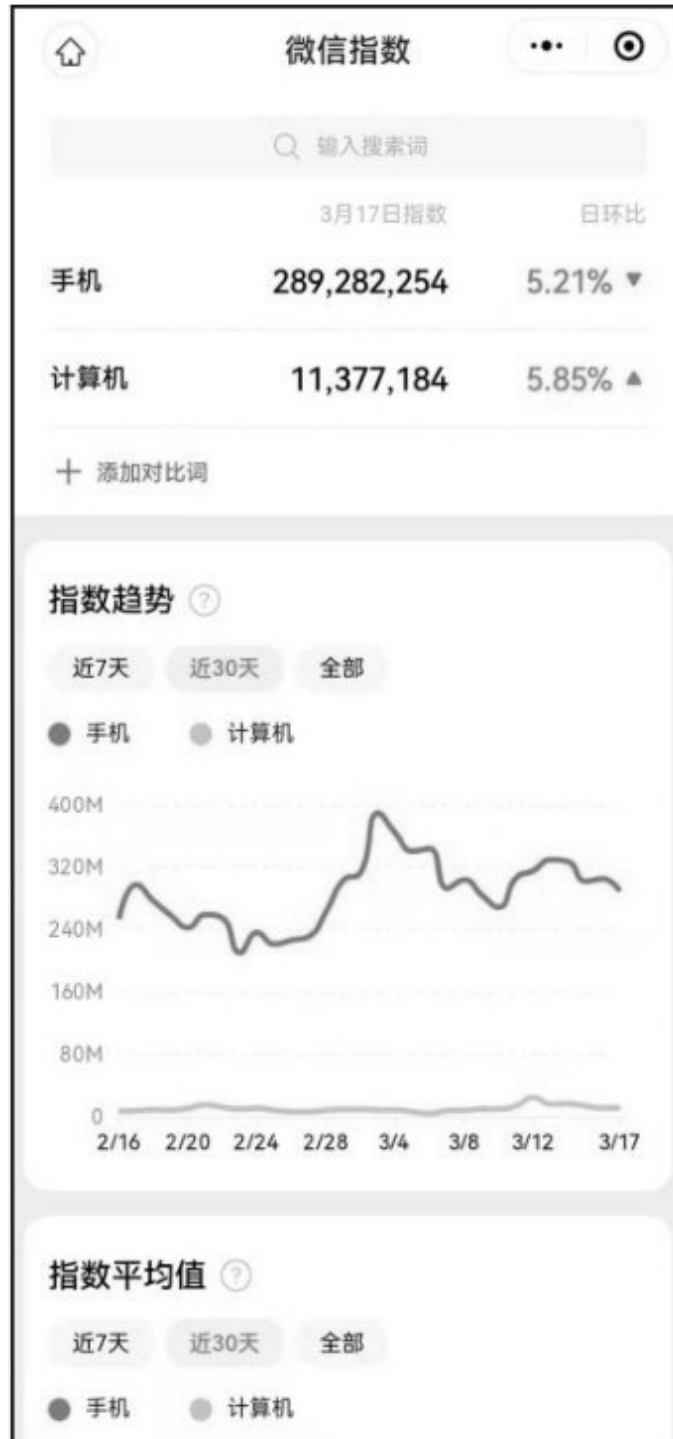 微信指数
输入搜索词
3月17日指数 日环比
手机 289,282,254 5.21% ▼
计算机 11,377,184 5.85% ▲
+ 添加对比词
指数趋势 ?
近7天 近30天 全部
手机 计算机
400M
320M
240M
160M
80M
0
2/16 2/20 2/24 2/28 3/4 3/8 3/12 3/17
指数平均值 ?
近7天 近30天 全部
手机 计算机